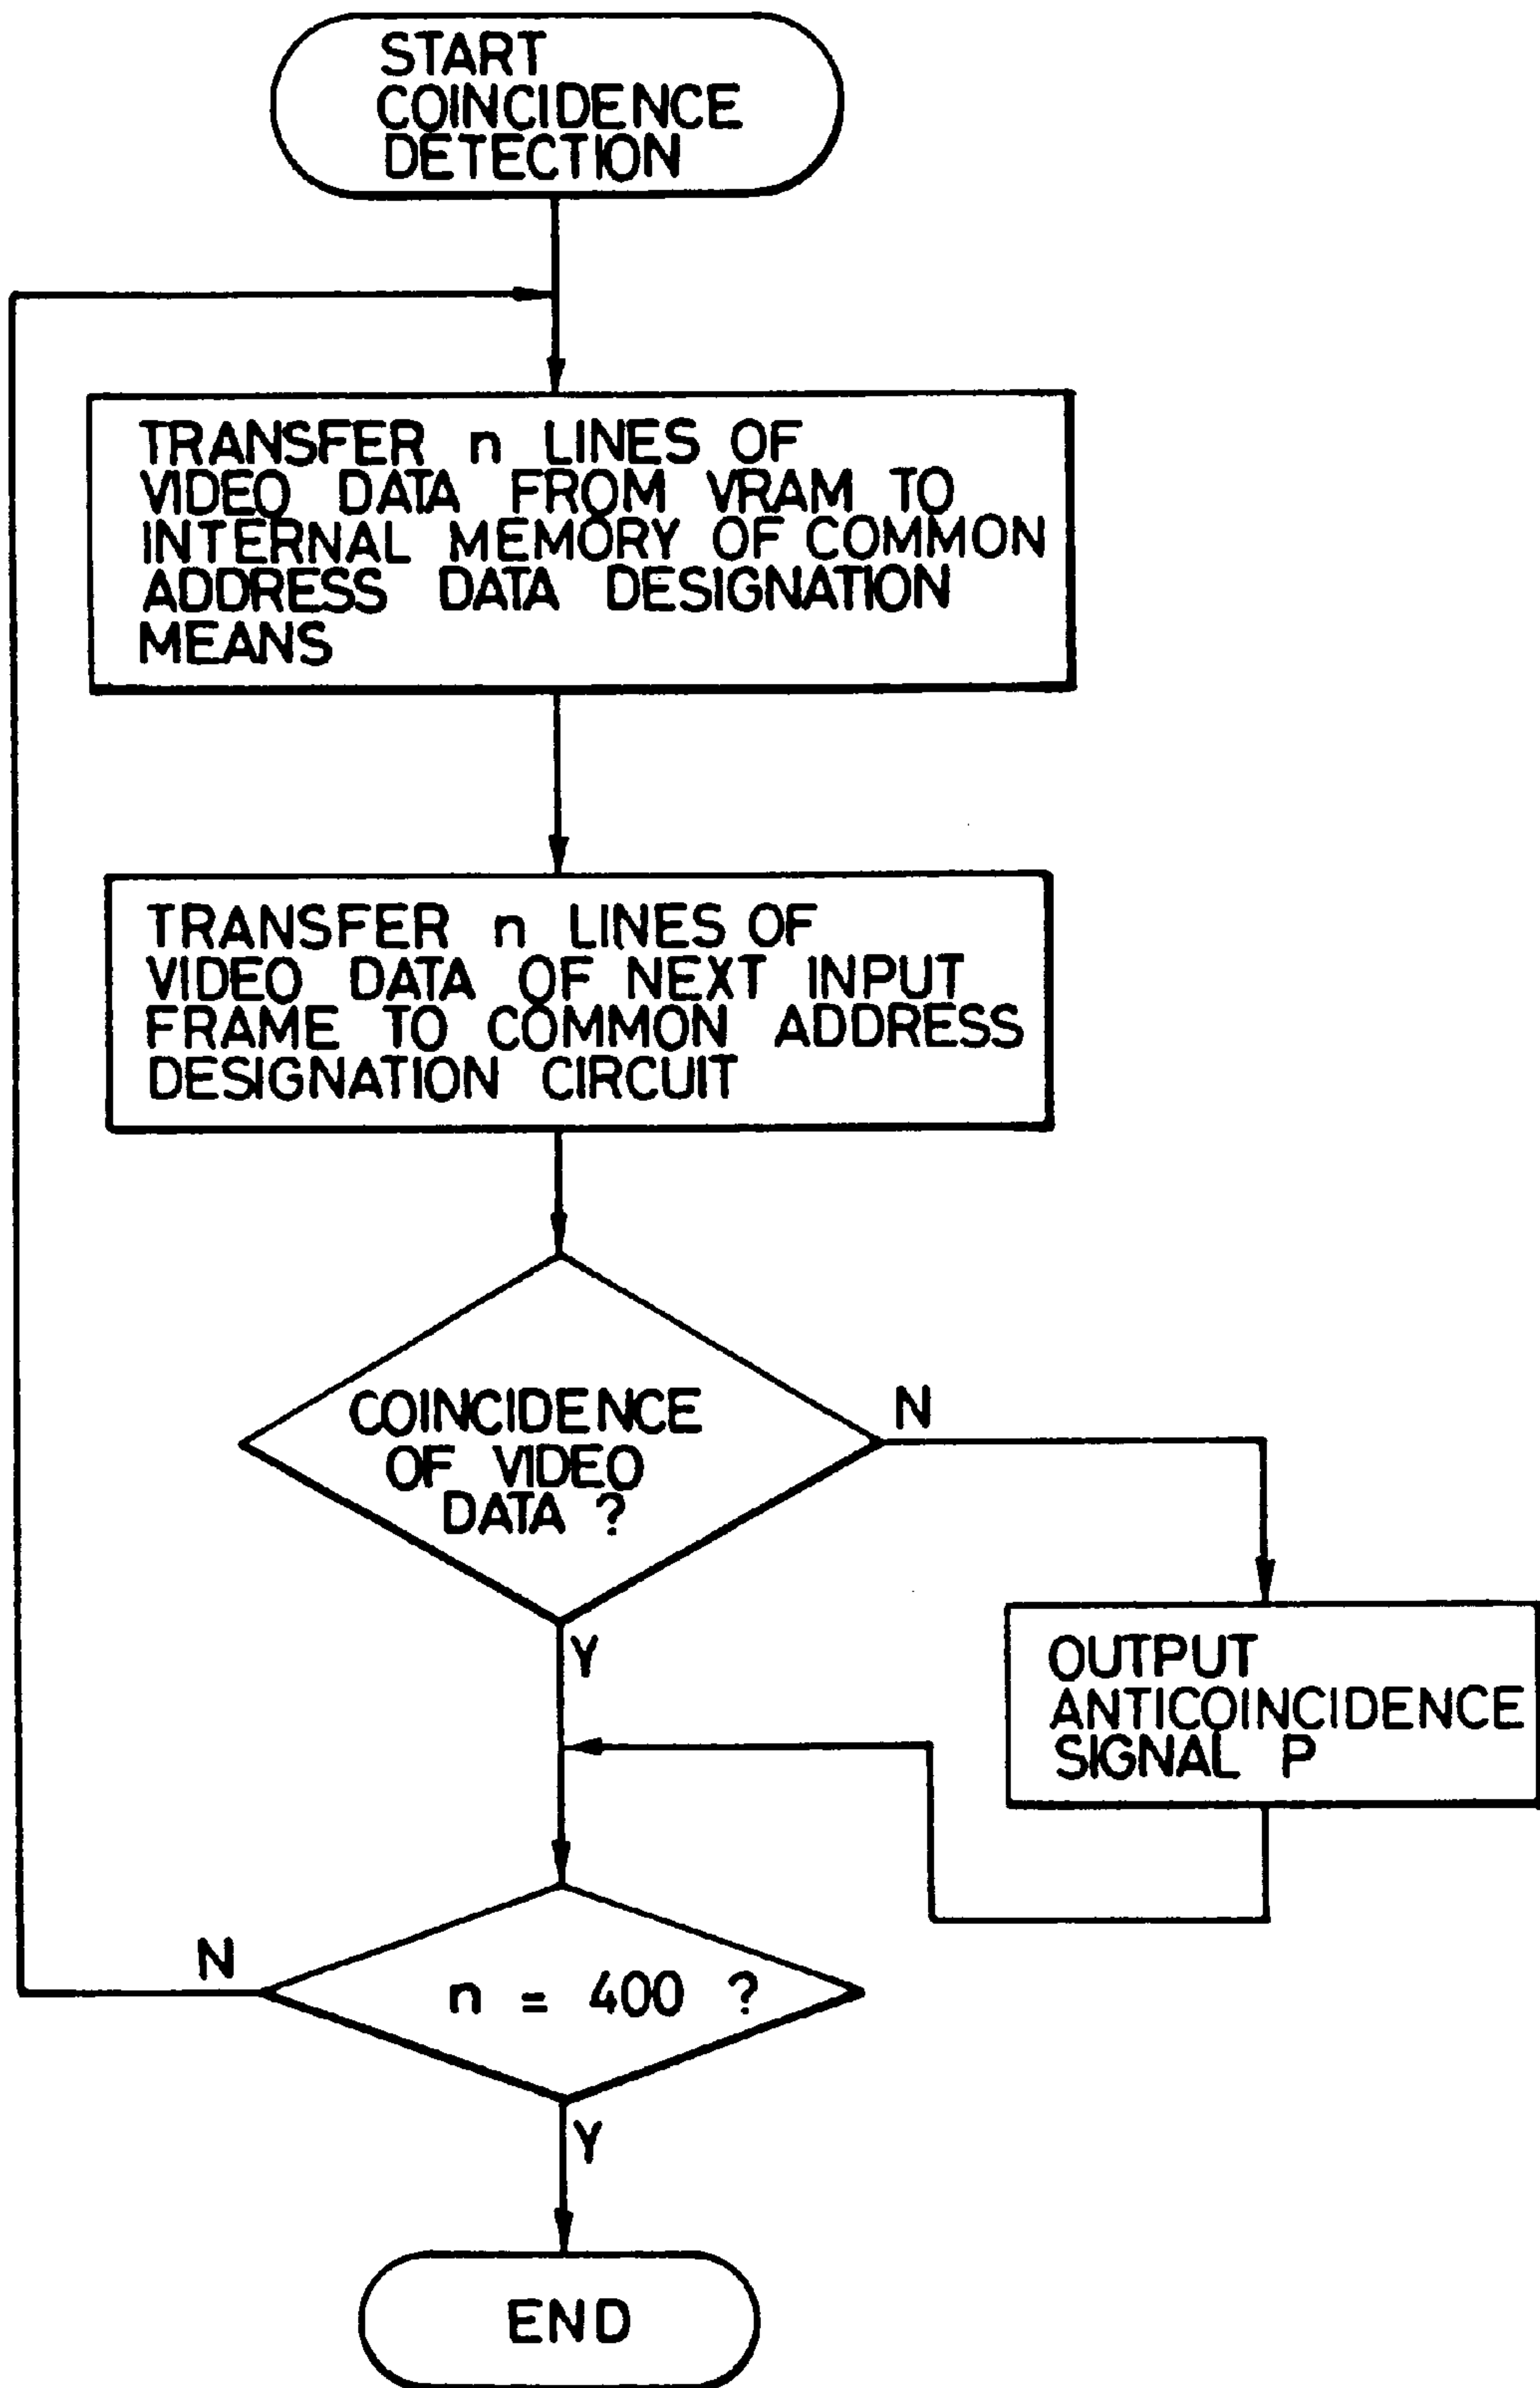 START
COINCIDENCE
DETECTION
TRANSFER n LINES OF
VIDEO DATA FROM VRAM TO
INTERNAL MEMORY OF COMMON
ADDRESS DATA DESIGNATION
MEANS
TRANSFER n LINES OF
VIDEO DATA OF NEXT INPUT
FRAME TO COMMON ADDRESS
DESIGNATION CIRCUIT
COINCIDENCE
OF VIDEO
DATA ?
N
Y
OUTPUT
ANTICOINCIDENCE
SIGNAL P
N
n = 400 ?
Y
END